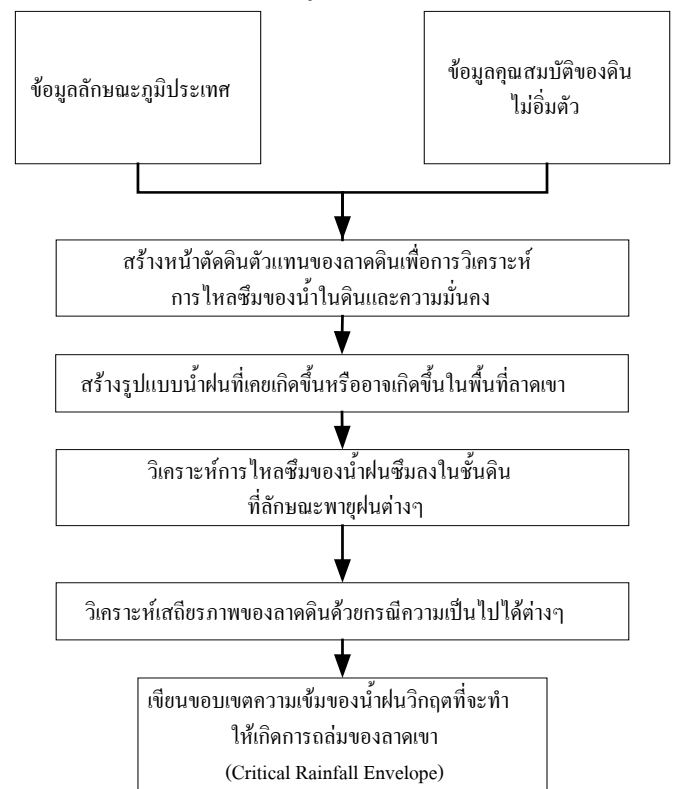 ข้อมูลลักษณะภูมิประเทศ
ข้อมูลคุณสมบัติของดิน
ไม่อิ่มตัว
สร้างหน้าตัดดินตัวแทนของลาดดินเพื่อการวิเคราะห์
การไหลซึมของน้ำในดินและความมั่นคง
สร้างรูปแบบน้ำฝนที่เคยเกิดขึ้นหรืออาจเกิดขึ้นในพื้นที่ลาดเขา
วิเคราะห์การไหลซึมของน้ำฝนซึมลงในชั้นดิน
ที่ลักษณะพายุฝนต่างๆ
วิเคราะห์เสถียรภาพของลาดดินด้วยกรณีความเป็นไปได้ต่างๆ
เขียนขอบเขตความเข้มของน้ำฝนวิกฤตที่จะทำ
ให้เกิดการถล่มของลาดเขา
(Critical Rainfall Envelope)